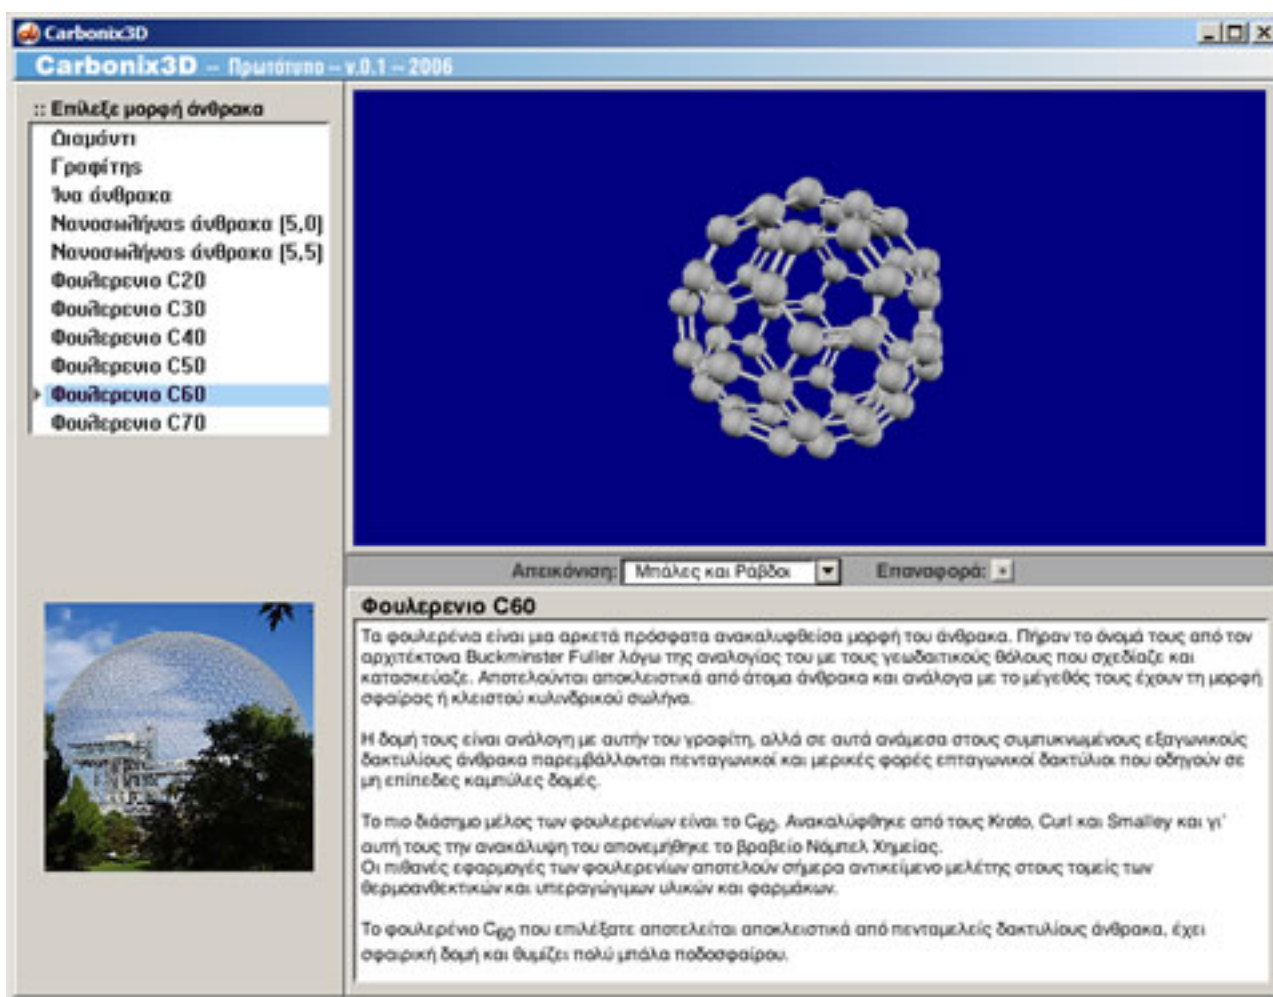 Carbonix3D
Carbonix3D – Πρωτότυπο – v.0.1 – 2006
:: Επίλεξε μορφή άνθρακα
Διαμάντι
Γραφίτης
Ίνα άνθρακα
Νανοσωλήνας άνθρακα [5,0]
Νανοσωλήνας άνθρακα [5,5]
Φουλερενιο C20
Φουλερενιο C30
Φουλερενιο C40
Φουλερενιο C50
Φουλερενιο C60
Φουλερενιο C70
Απεικόνιση: Μπάλες και Ράβδοι Επαναφορά:
Φουλερενιο C60
Τα φουλερένια είναι μια αρκετά πρόσφατα ανακαλυφθείσα μορφή του άνθρακα. Πήραν το όνομά τους από τον
αρχιτέκτονα Buckminster Fuller λόγω της αναλογίας του με τους γεωδαιτικούς θόλους που σχεδίαζε και
κατασκεύαζε. Αποτελούνται αποκλειστικά από άτομα άνθρακα και ανάλογα με το μέγεθός τους έχουν τη μορφή
σφαίρας ή κλειστού κυλινδρικού σωλήνα.
Η δομή τους είναι ανάλογη με αυτήν του γραφίτη, αλλά σε αυτά ανάμεσα στους συμπυκνωμένους εξαγωνικούς
δακτυλίους άνθρακα παρεμβάλλονται πενταγωνικοί και μερικές φορές επταγωνικοί δακτύλιοι που οδηγούν σε
μη επίπεδες καμπύλες δομές.
Το πιο διάσημο μέλος των φουλερενίων είναι το C60. Ανακαλύφθηκε από τους Kroto, Curl και Smalley και γι'
αυτή τους την ανακάλυψη του απονεμήθηκε το βραβείο Νόμπελ Χημείας.
Οι πιθανές εφαρμογές των φουλερενίων αποτελούν σήμερα αντικείμενο μελέτης στους τομείς των
θερμοανθεκτικών και υπεραγώγιμων υλικών και φαρμάκων.
Το φουλερένιο C60 που επιλέξατε αποτελείται αποκλειστικά από πενταμελείς δακτυλίους άνθρακα, έχει
σφαιρική δομή και θυμίζει πολύ μπάλα ποδοσφαίρου.